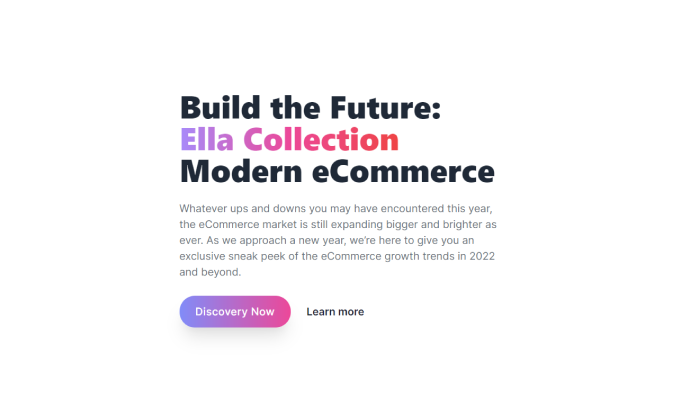 Build the Future:
Ella Collection
Modern eCommerce
Whatever ups and downs you may have encountered this year,
the eCommerce market is still expanding bigger and brighter as
ever. As we approach a new year, we're here to give you an
exclusive sneak peek of the eCommerce growth trends in 2022
and beyond.
Discovery Now
Learn more